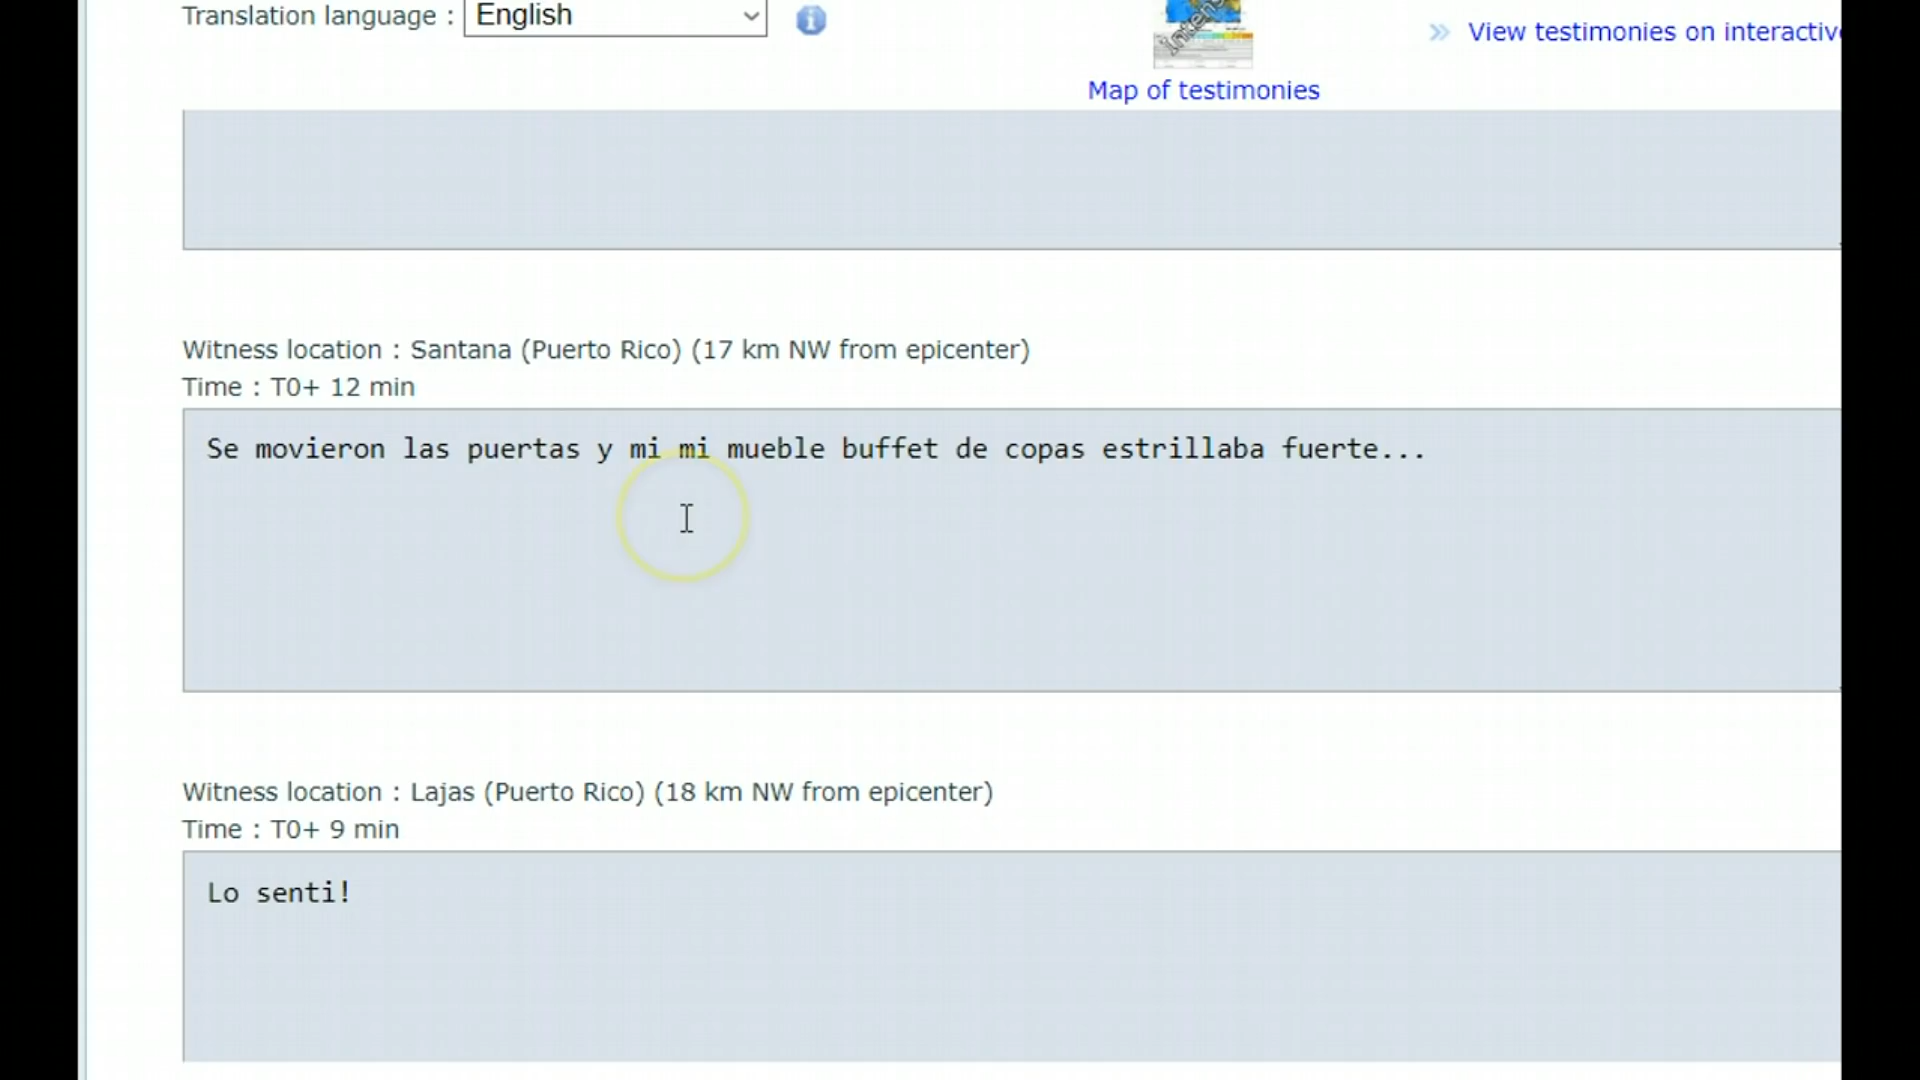 Translation language : English
View testimonies on interactive
Map of testimonies
Witness location : Santana (Puerto Rico) (17 km NW from epicenter)
Time : T0+ 12 min
Se movieron las puertas y mi mi mueble buffet de copas estrillaba fuerte...
Witness location : Lajas (Puerto Rico) (18 km NW from epicenter)
Time : T0+ 9 min
Lo senti!